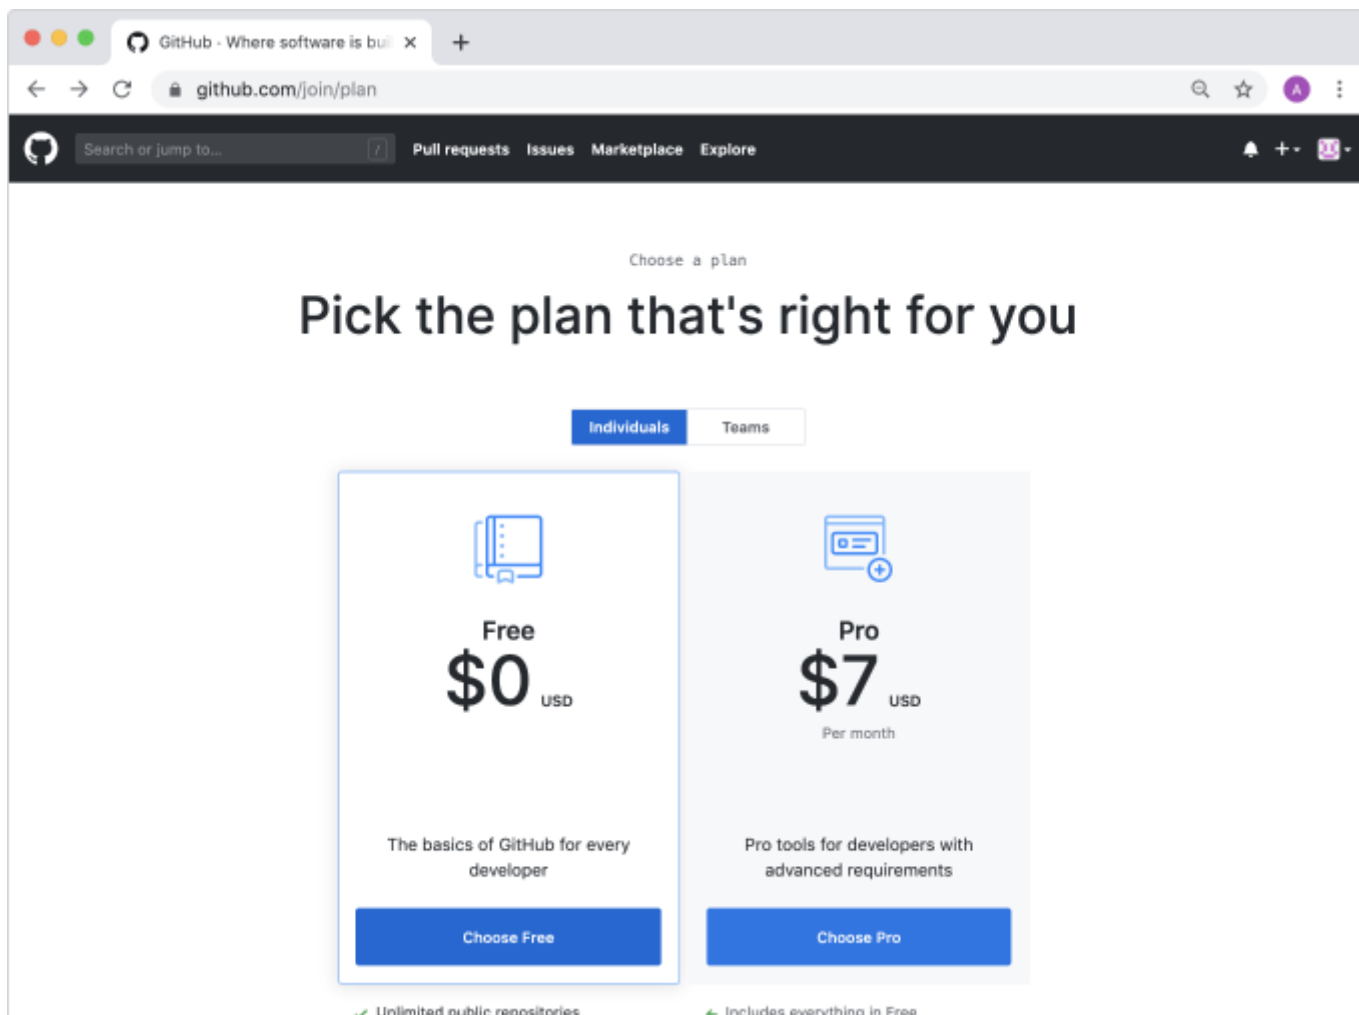 GitHub - Where software is bui
github.com/join/plan
A
Search or jump to...
/
Pull requests Issues Marketplace Explore
Choose a plan
Pick the plan that's right for you
Individuals
Teams
Free
$0 USD
The basics of GitHub for every
developer
Choose Free
Unlimited public repositories
Pro
$7 USD
Per month
Pro tools for developers with
advanced requirements
Choose Pro
Includes everything in Free